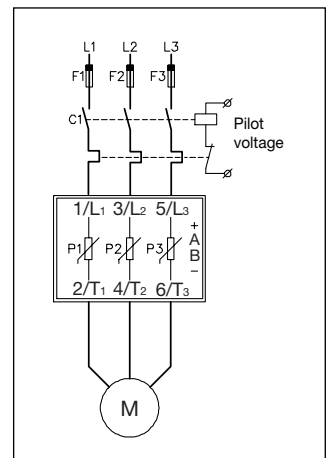 L1 L2 L3
F1 F2 F3
C1
Pilot
voltage
1/L1 3/L2 5/L3
+
A
P1 P2 P3
B
–
2/T1 4/T2 6/T3
M